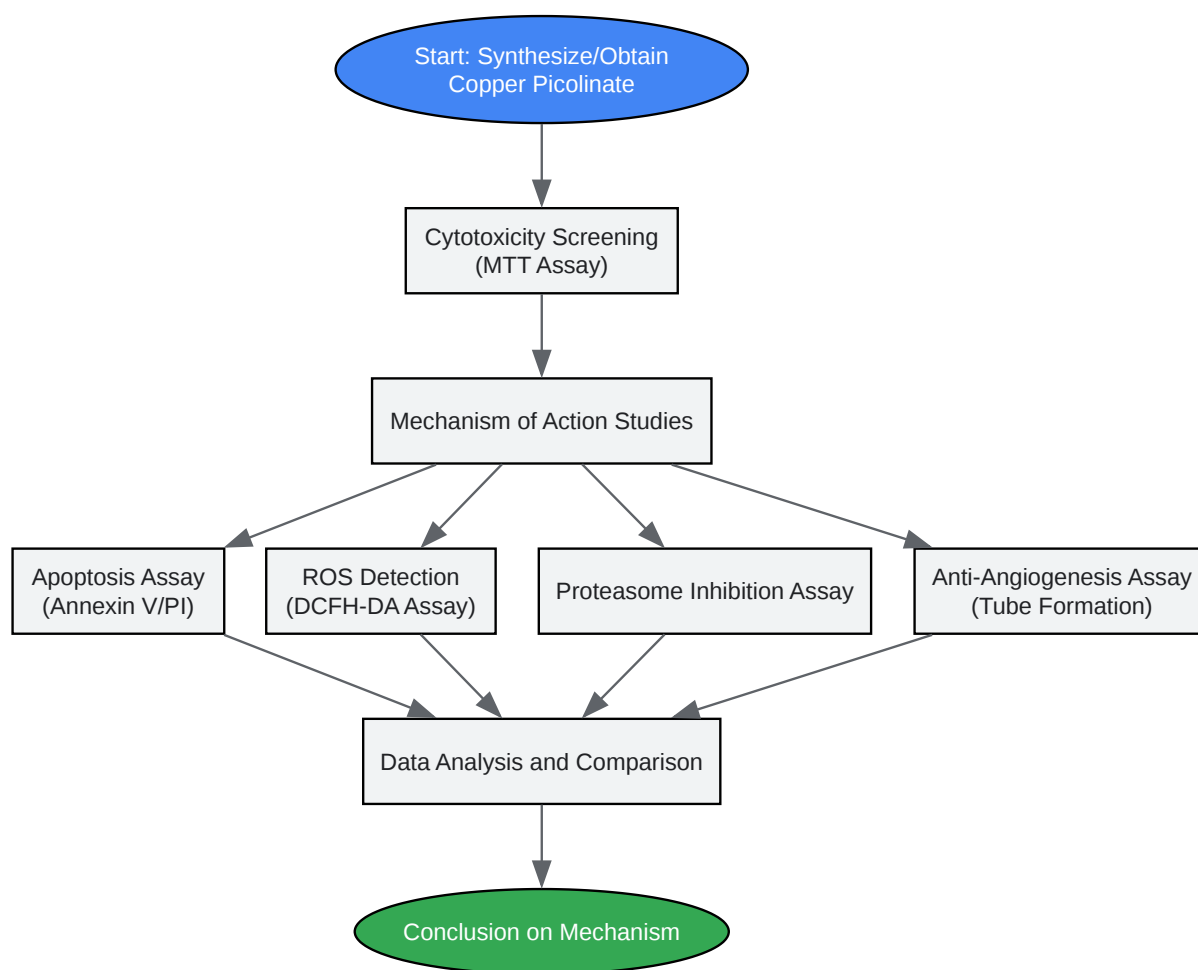 Start: Synthesize/Obtain
Copper Picolinate
Cytotoxicity Screening
(MTT Assay)
Mechanism of Action Studies
Apoptosis Assay
(Annexin V/PI)
ROS Detection
(DCFH-DA Assay)
Proteasome Inhibition Assay
Anti-Angiogenesis Assay
(Tube Formation)
Data Analysis and Comparison
Conclusion on Mechanism